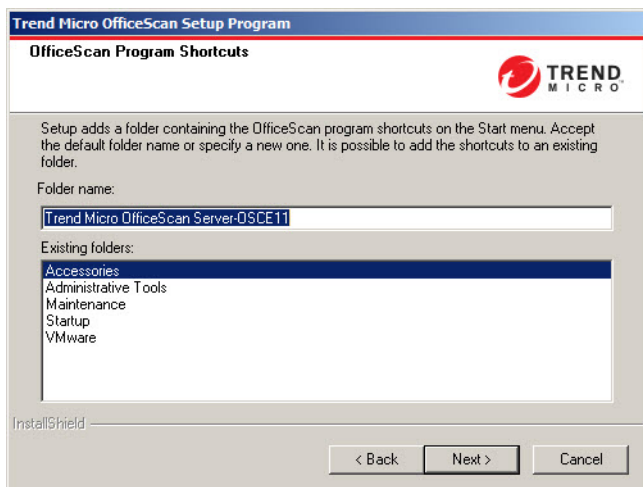 Trend Micro OfficeScan Setup Program
OfficeScan Program Shortcuts
TREND
MICRO
Setup adds a folder containing the OfficeScan program shortcuts on the Start menu. Accept
the default folder name or specify a new one. It is possible to add the shortcuts to an existing
folder.
Folder name:
Trend Micro OfficeScan Server-OSCE11
Existing folders:
Accessories
Administrative Tools
Maintenance
Startup
VMware
InstallShield
< Back
Next >
Cancel